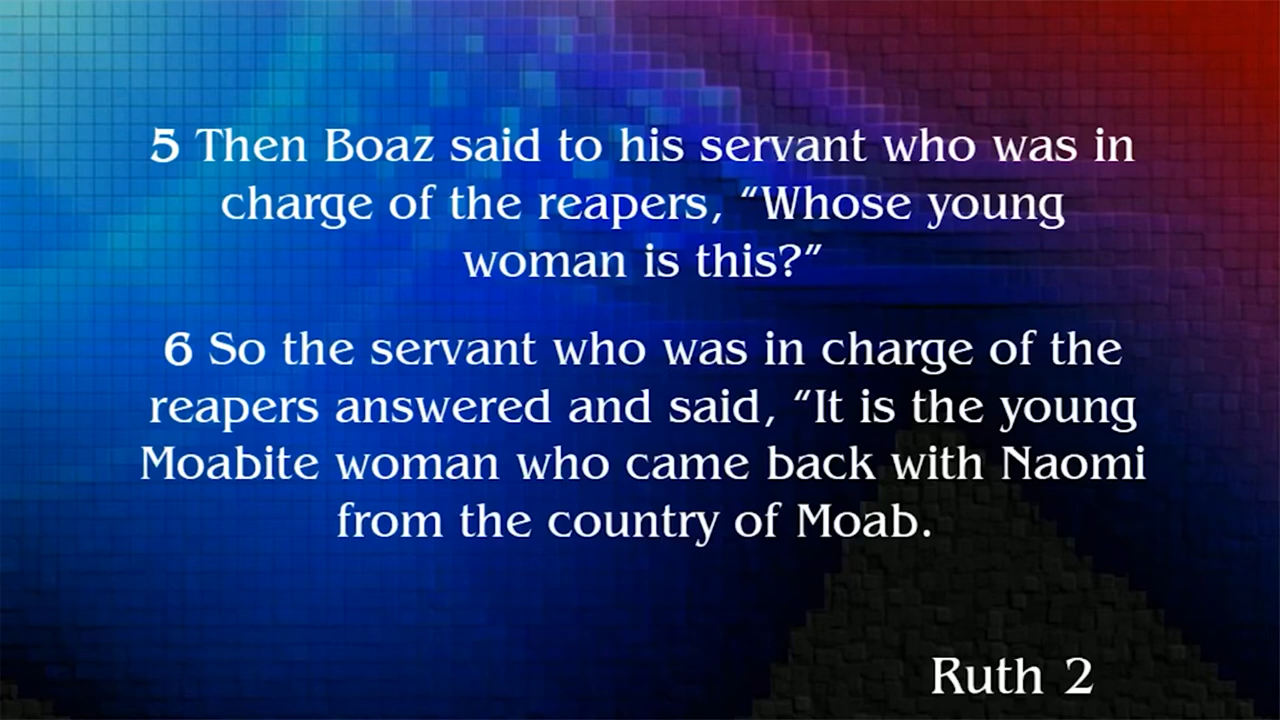 5 Then Boaz said to his servant who was in
charge of the reapers, “Whose young
woman is this?”
6 So the servant who was in charge of the
reapers answered and said, “It is the young
Moabite woman who came back with Naomi
from the country of Moab.
Ruth 2